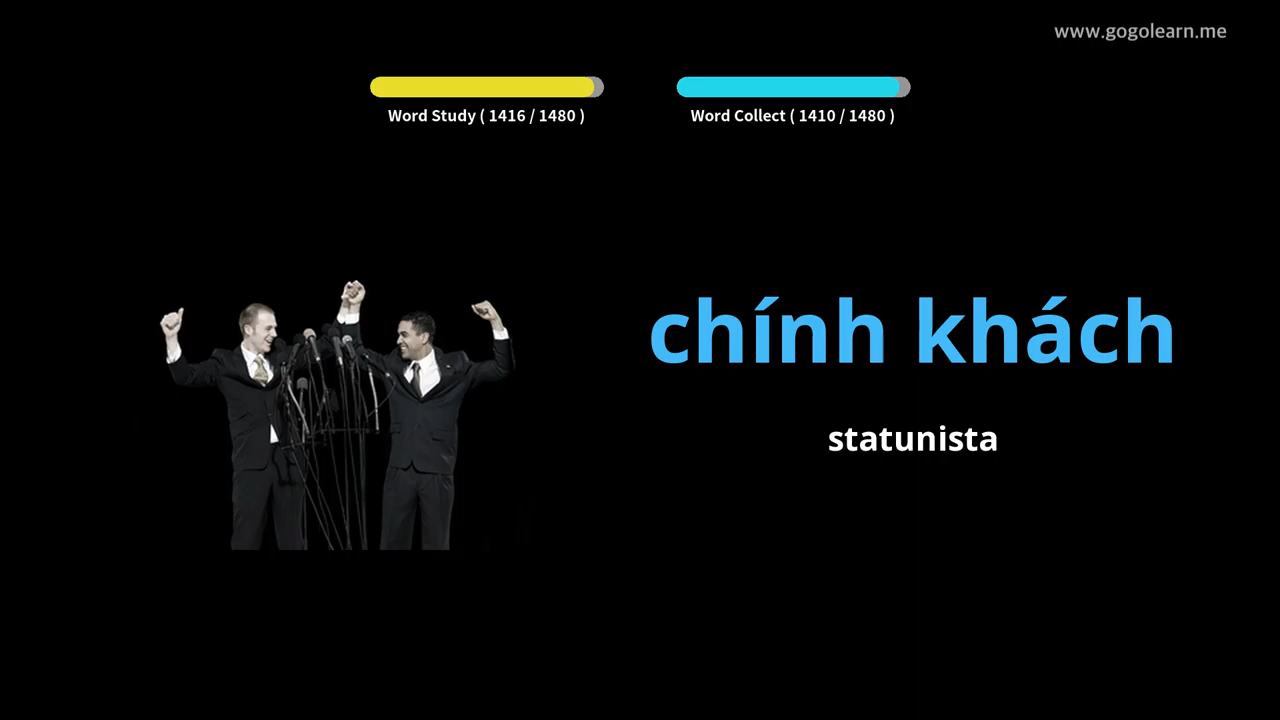 www.gogolearn.me
Word Study ( 1416 / 1480 )
Word Collect ( 1410 / 1480 )
chính khách
statunista